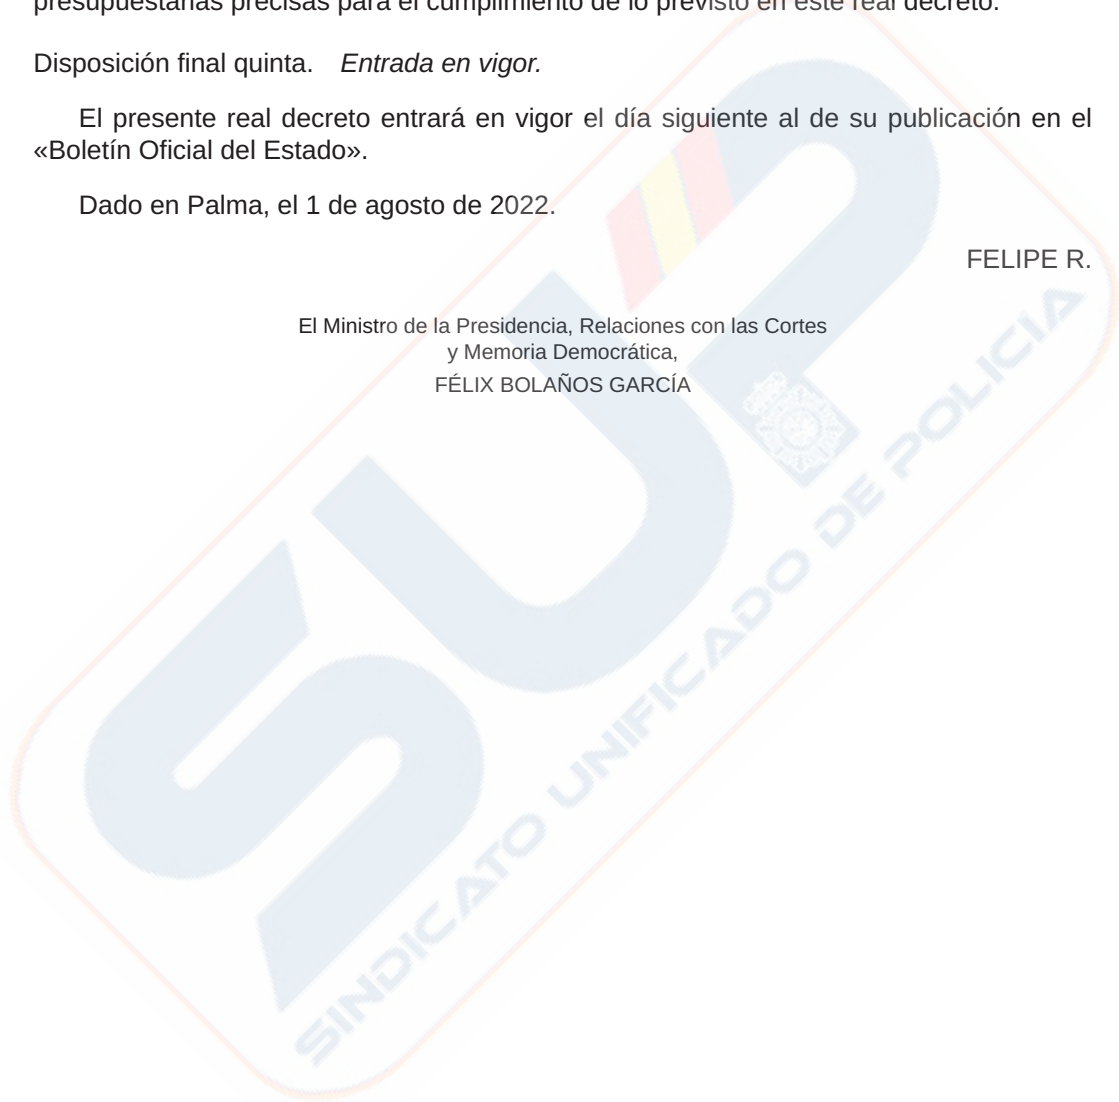 presupuestarias precisas para el cumplimiento de lo previsto en este real decreto.
Disposición final quinta. Entrada en vigor.
El presente real decreto entrará en vigor el día siguiente al de su publicación en el
«Boletín Oficial del Estado».
Dado en Palma, el 1 de agosto de 2022.
FELIPE R.
El Ministro de la Presidencia, Relaciones con las Cortes
y Memoria Democrática,
FÉLIX BOLAÑOS GARCÍA
SUP
SINDICATO UNIFICADO DE POLICIA